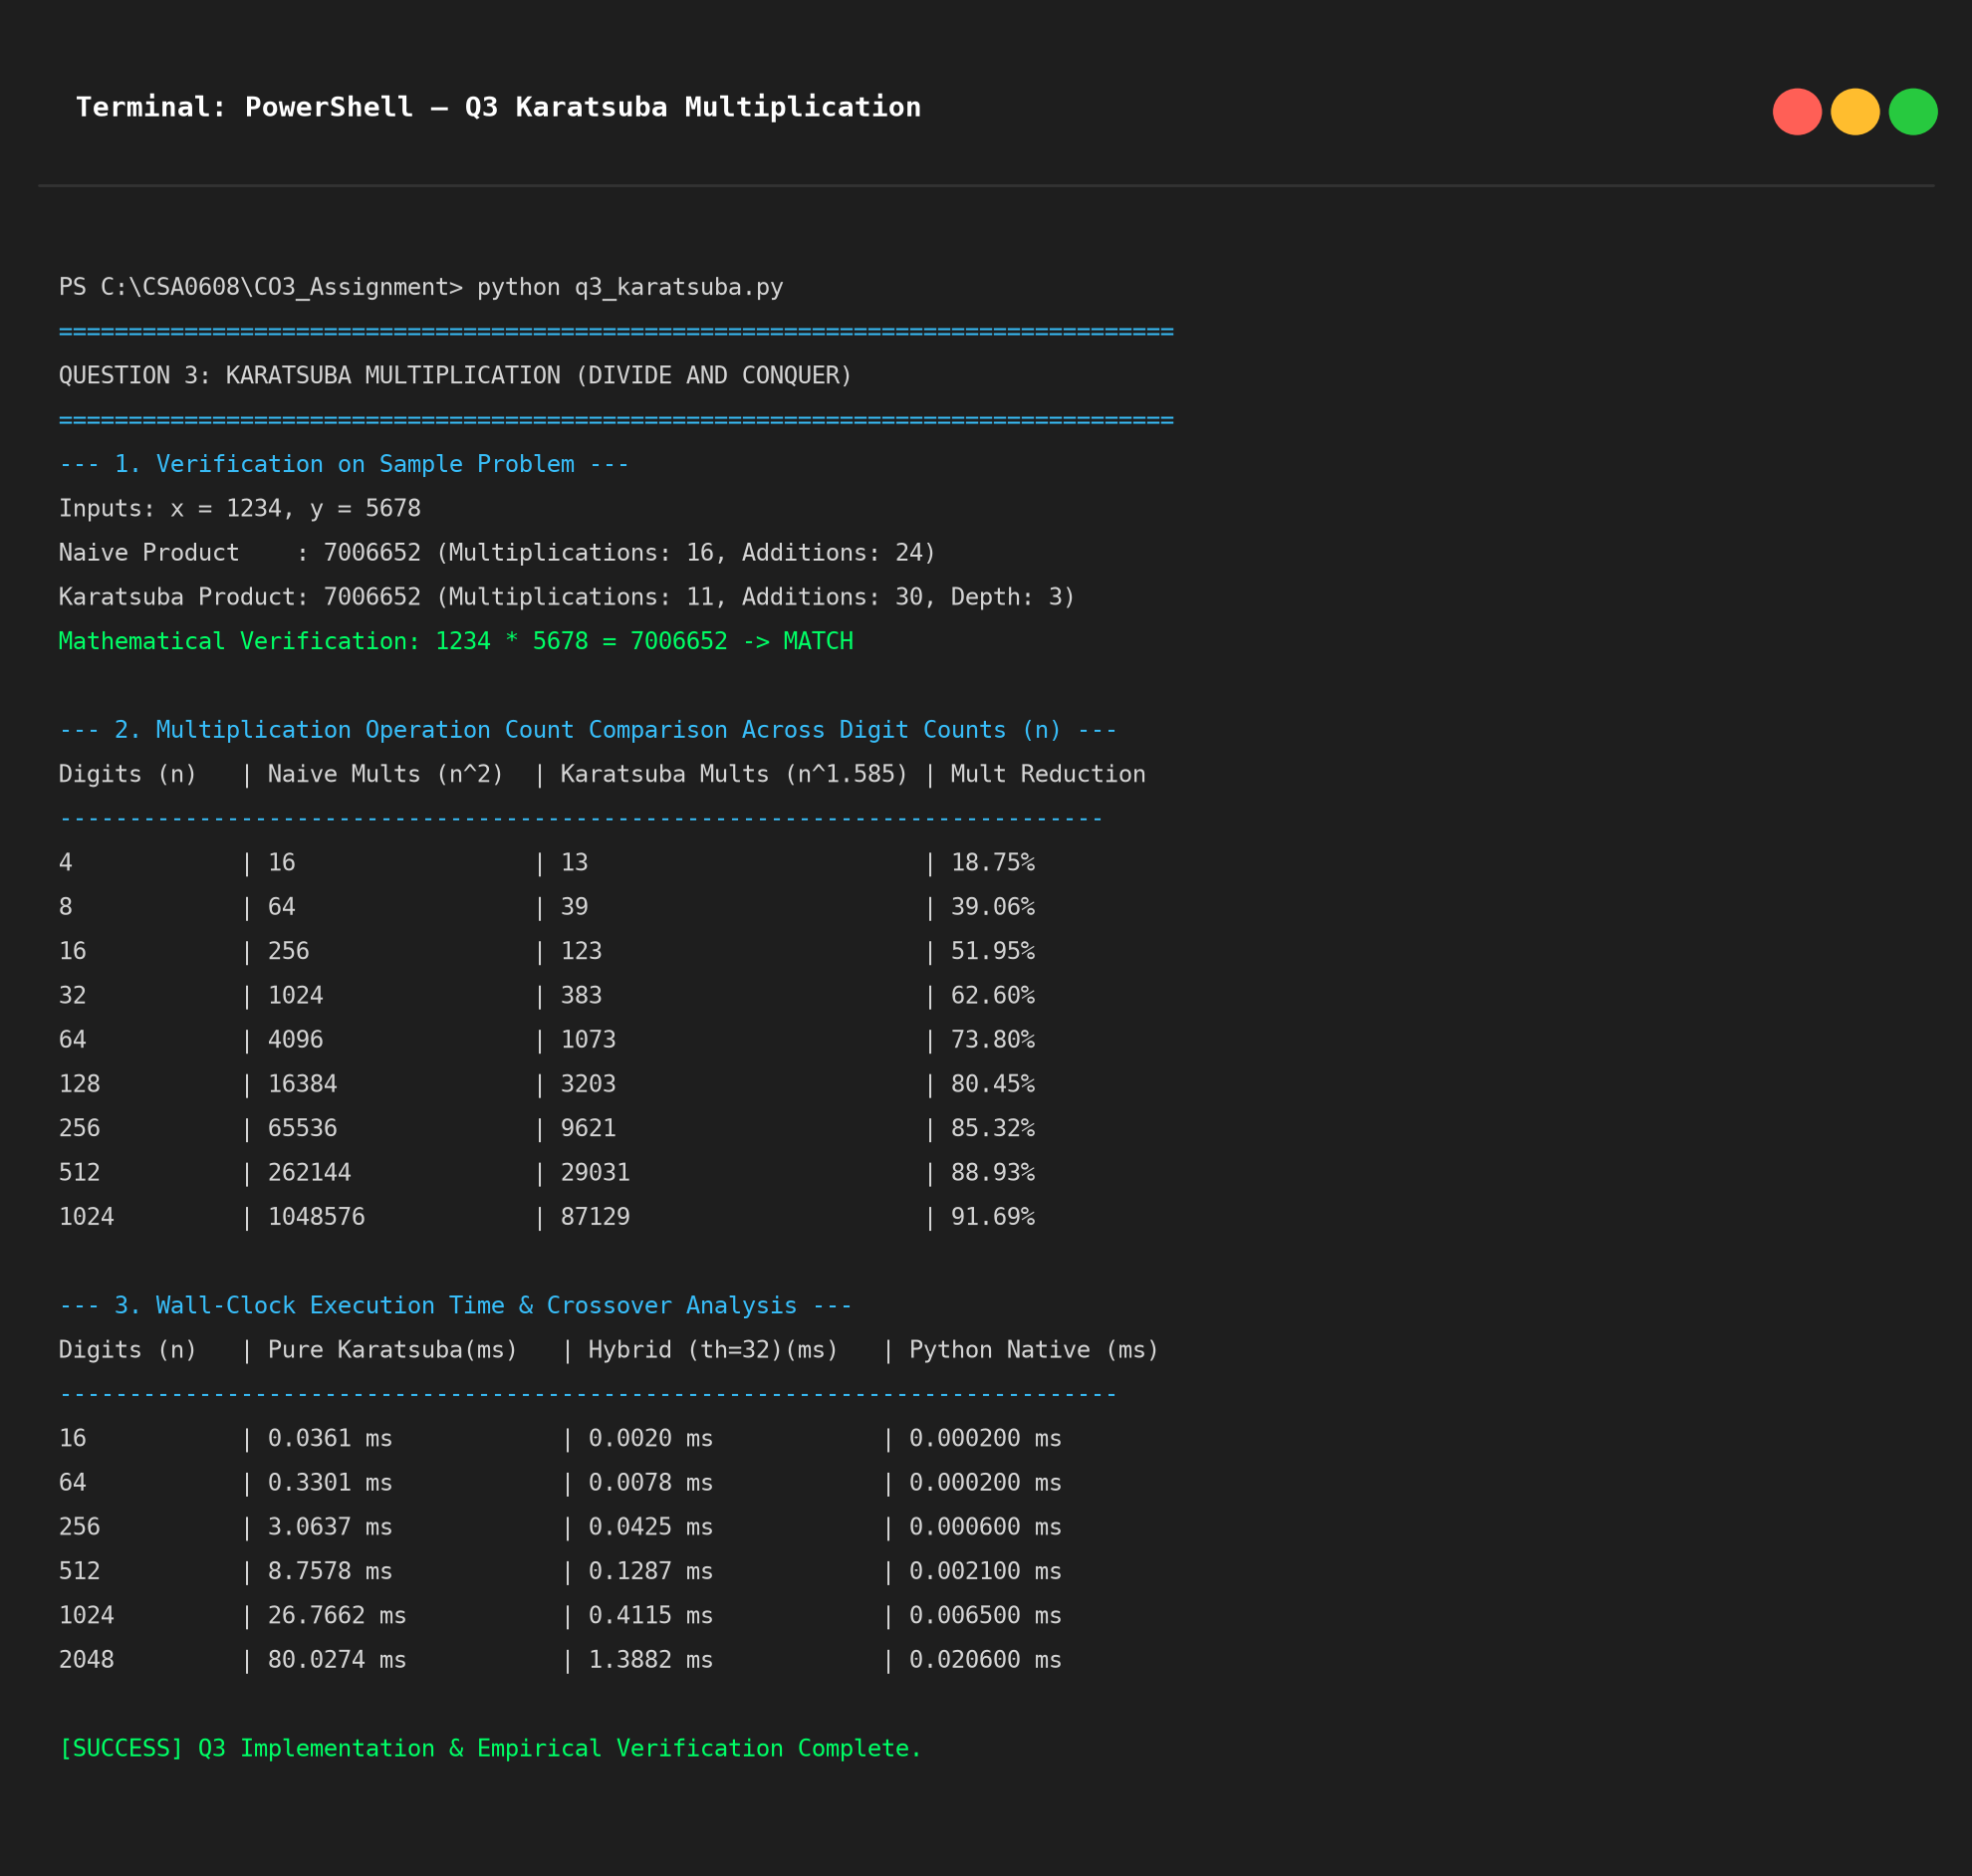 Terminal: PowerShell — Q3 Karatsuba Multiplication
PS C:\CSA0608\CO3_Assignment> python q3_karatsuba.py
================================================================================
QUESTION 3: KARATSUBA MULTIPLICATION (DIVIDE AND CONQUER)
================================================================================
--- 1. Verification on Sample Problem ---
Inputs: x = 1234, y = 5678
Naive Product    : 7006652 (Multiplications: 16, Additions: 24)
Karatsuba Product: 7006652 (Multiplications: 11, Additions: 30, Depth: 3)
Mathematical Verification: 1234 * 5678 = 7006652 -> MATCH
--- 2. Multiplication Operation Count Comparison Across Digit Counts (n) ---
Digits (n)   | Naive Mults (n^2)  | Karatsuba Mults (n^1.585) | Mult Reduction
---------------------------------------------------------------------------
4            | 16                 | 13                        | 18.75%
8            | 64                 | 39                        | 39.06%
16           | 256                | 123                       | 51.95%
32           | 1024               | 383                       | 62.60%
64           | 4096               | 1073                      | 73.80%
128          | 16384              | 3203                      | 80.45%
256          | 65536              | 9621                      | 85.32%
512          | 262144             | 29031                     | 88.93%
1024         | 1048576            | 87129                     | 91.69%
--- 3. Wall-Clock Execution Time & Crossover Analysis ---
Digits (n)   | Pure Karatsuba(ms)   | Hybrid (th=32)(ms)   | Python Native (ms)
----------------------------------------------------------------------------
16           | 0.0361 ms            | 0.0020 ms            | 0.000200 ms
64           | 0.3301 ms            | 0.0078 ms            | 0.000200 ms
256          | 3.0637 ms            | 0.0425 ms            | 0.000600 ms
512          | 8.7578 ms            | 0.1287 ms            | 0.002100 ms
1024         | 26.7662 ms           | 0.4115 ms            | 0.006500 ms
2048         | 80.0274 ms           | 1.3882 ms            | 0.020600 ms
[SUCCESS] Q3 Implementation & Empirical Verification Complete.